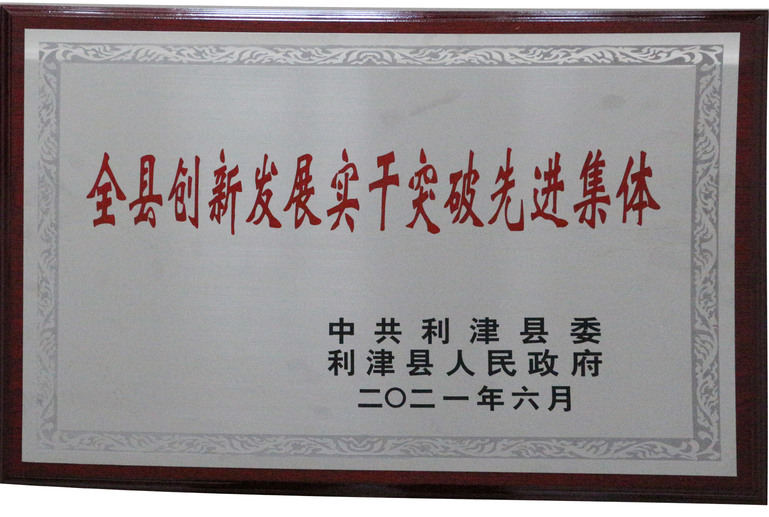 全县创新发展实干突破先进集体
中共利津县委
利津县人民政府
二〇二一年六月